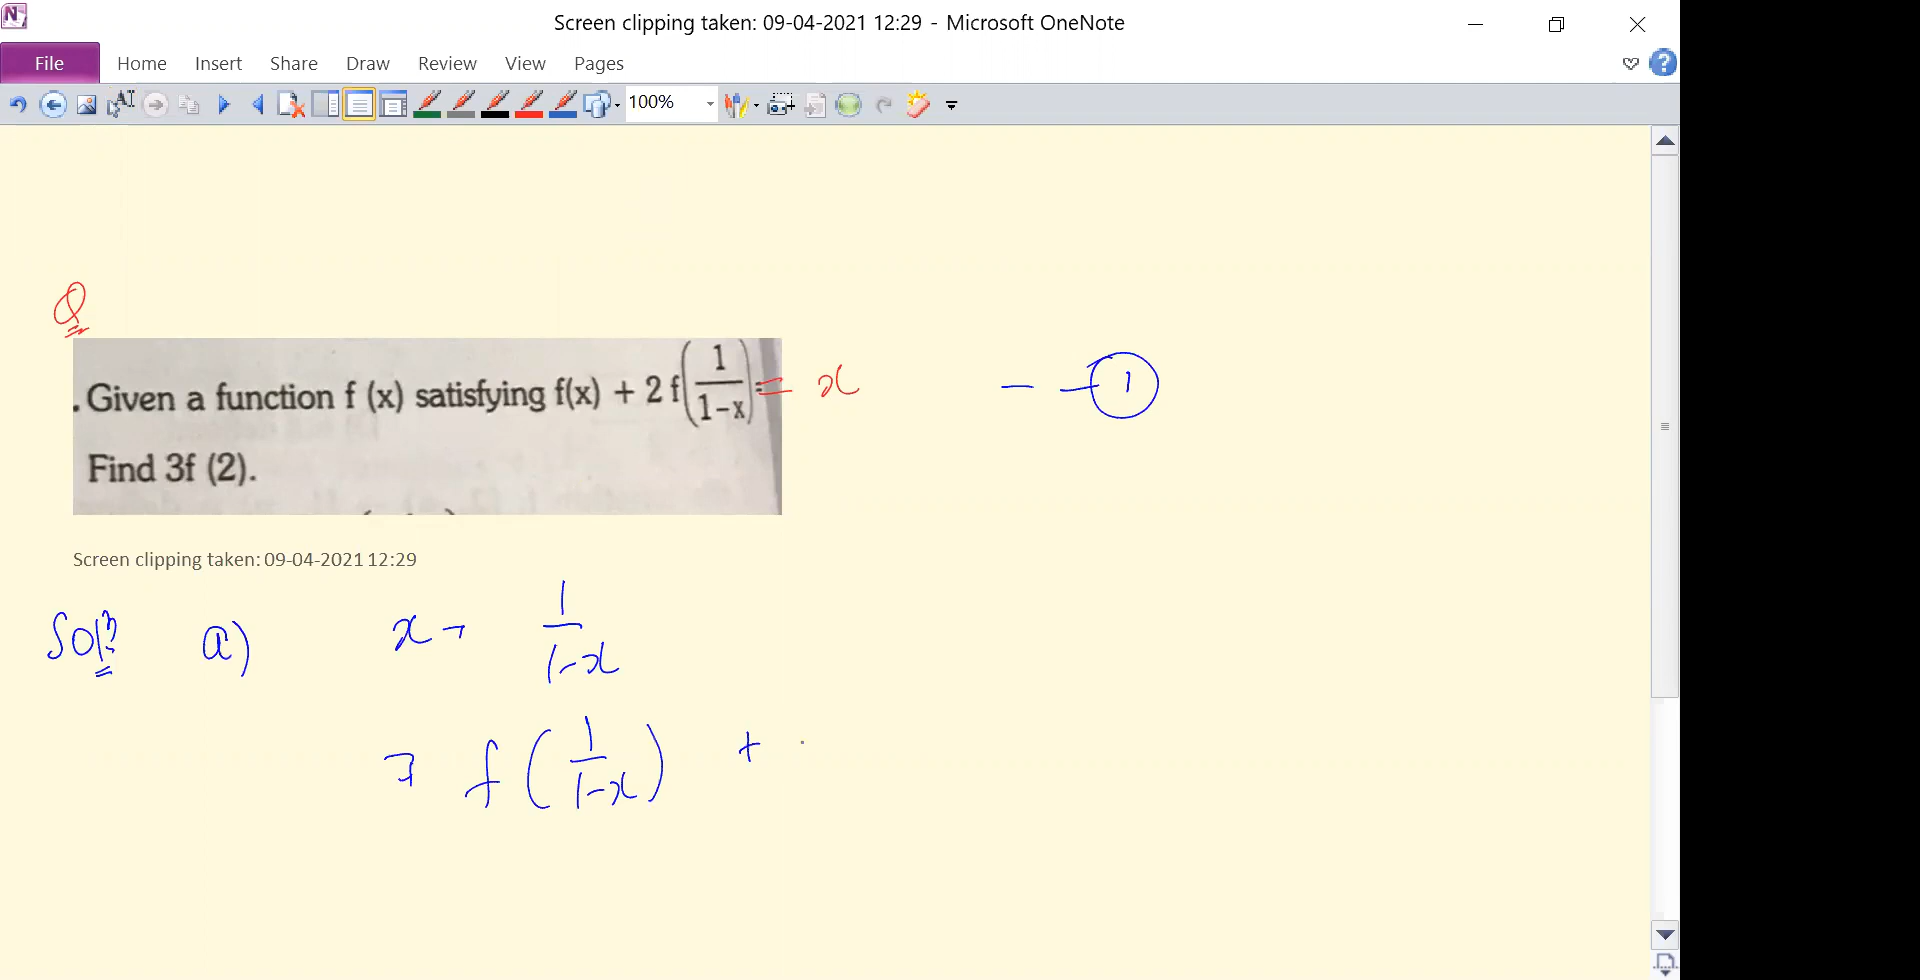 Screen clipping taken: 09-04-2021 12:29 - Microsoft OneNote
File Home Insert Share Draw Review View Pages
100%
Q
. Given a function f (x) satisfying f(x) + 2 f(1/(1-x)) = x -- 1
Find 3f (2).
Screen clipping taken: 09-04-2021 12:29
Solⁿ a) x → 1/(1-x)
⇒ f(1/(1-x)) +